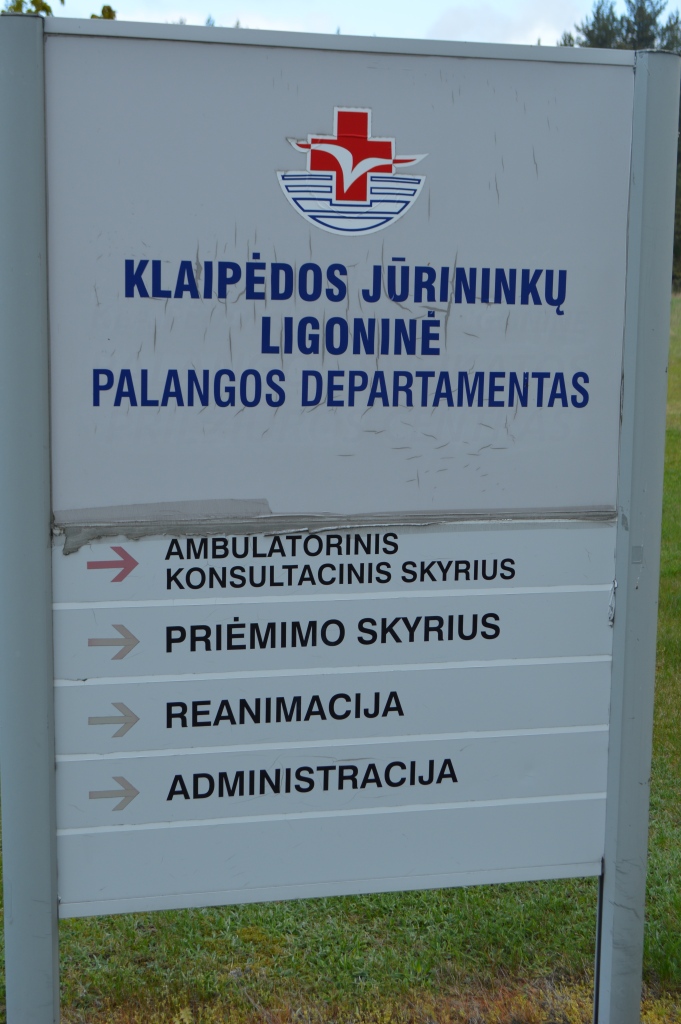 KLAIPĖDOS JŪRININKŲ
LIGONINĖ
PALANGOS DEPARTAMENTAS
AMBULATORINIS
KONSULTACINIS SKYRIUS
PRIĖMIMO SKYRIUS
REANIMACIJA
ADMINISTRACIJA